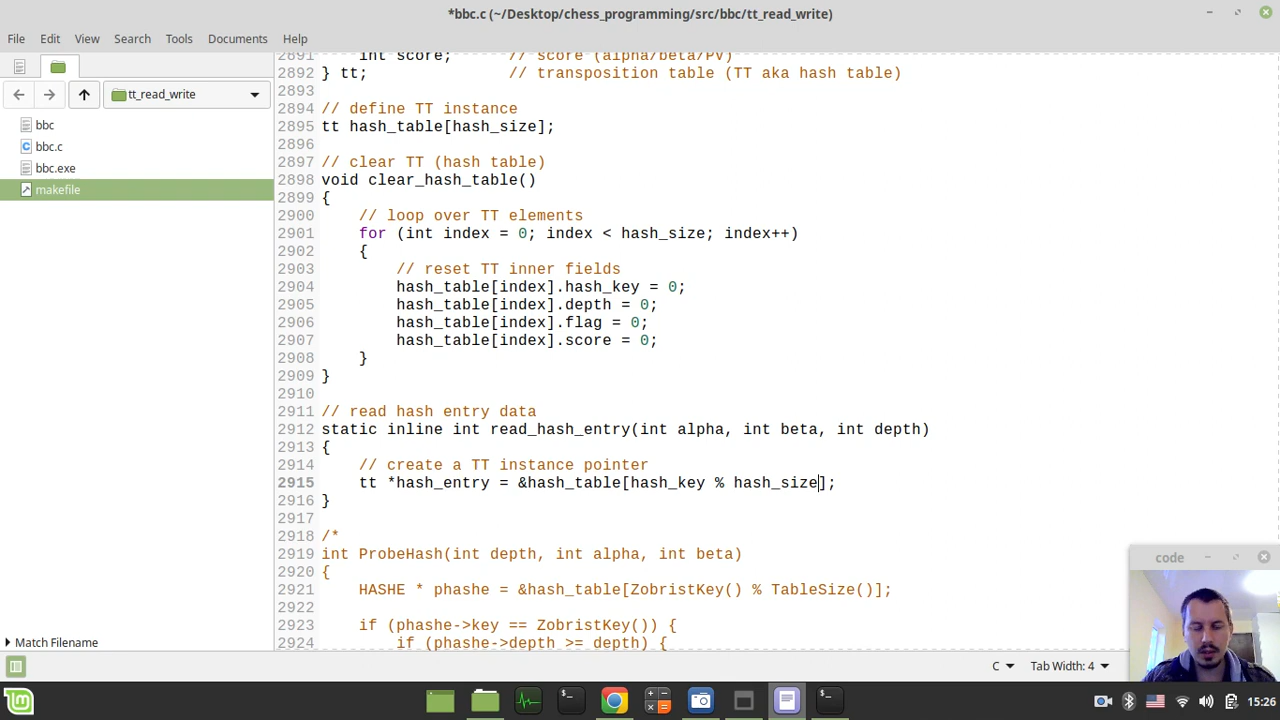 *bbc.c (~/Desktop/chess_programming/src/bbc/tt_read_write)
File Edit View Search Tools Documents Help
tt_read_write
bbc
bbc.c
bbc.exe
makefile
Match Filename
2891 int score; // score (alpha/beta/PV)
2892 } tt; // transposition table (TT aka hash table)
2893
2894 // define TT instance
2895 tt hash_table[hash_size];
2896
2897 // clear TT (hash table)
2898 void clear_hash_table()
2899 {
2900 // loop over TT elements
2901 for (int index = 0; index < hash_size; index++)
2902 {
2903 // reset TT inner fields
2904 hash_table[index].hash_key = 0;
2905 hash_table[index].depth = 0;
2906 hash_table[index].flag = 0;
2907 hash_table[index].score = 0;
2908 }
2909 }
2910
2911 // read hash entry data
2912 static inline int read_hash_entry(int alpha, int beta, int depth)
2913 {
2914 // create a TT instance pointer
2915 tt *hash_entry = &hash_table[hash_key % hash_size];
2916 }
2917
2918 /*
2919 int ProbeHash(int depth, int alpha, int beta)
2920 {
2921 HASHE * phashe = &hash_table[ZobristKey() % TableSize()];
2922
2923 if (phashe->key == ZobristKey()) {
2924 if (phashe->depth >= depth) {
code
C Tab Width: 4
15:26